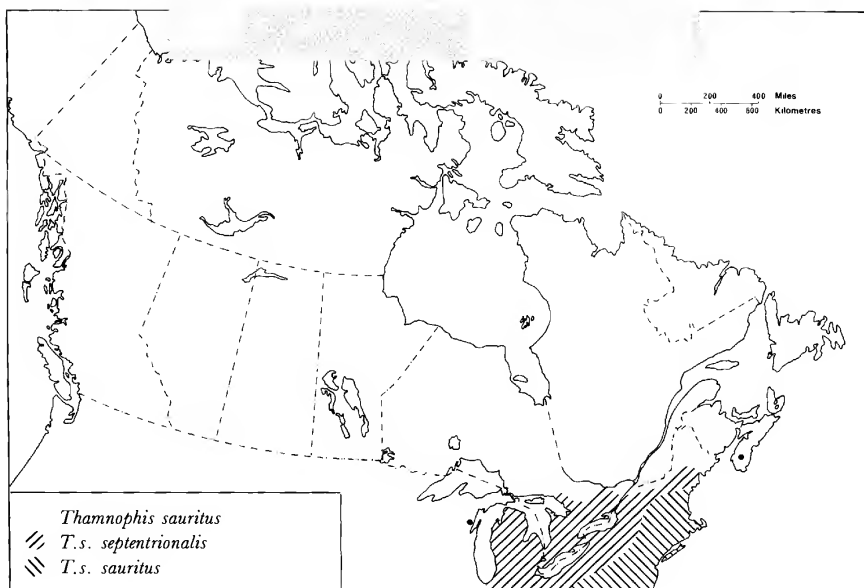 0 200 400 Miles
0 200 400 600 Kilometres
Thamnophis sauritus
T.s. septentrionalis
T.s. sauritus